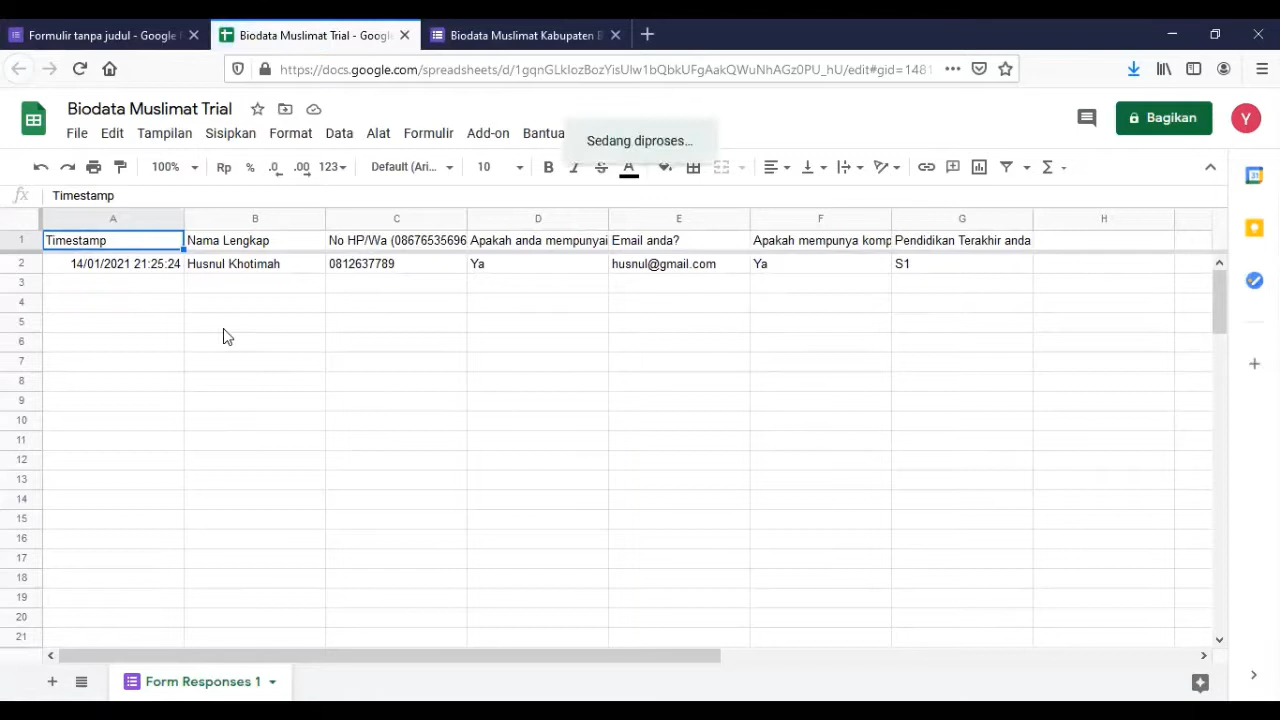 Formulir tanpa judul - Google
Biodata Muslimat Trial - Google
Biodata Muslimat Kabupaten B
https://docs.google.com/spreadsheets/d/1gqnGLkIozBozYisUlw1bQbkUFgAakQWuNhAGz0PU_hU/edit#gid=1481
Biodata Muslimat Trial
File Edit Tampilan Sisipkan Format Data Alat Formulir Add-on Bantua
Sedang diproses…
Bagikan
Y
100% Rp % .0 .00 123 Default (Ari... 10 B I S A
fx Timestamp
A B C D E F G H
1 Timestamp Nama Lengkap No HP/Wa (08676535696 Apakah anda mempunyai Email anda? Apakah mempunya komp Pendidikan Terakhir anda
2 14/01/2021 21:25:24 Husnul Khotimah 0812637789 Ya husnul@gmail.com Ya S1
3
4
5
6
7
8
9
10
11
12
13
14
15
16
17
18
19
20
21
Form Responses 1